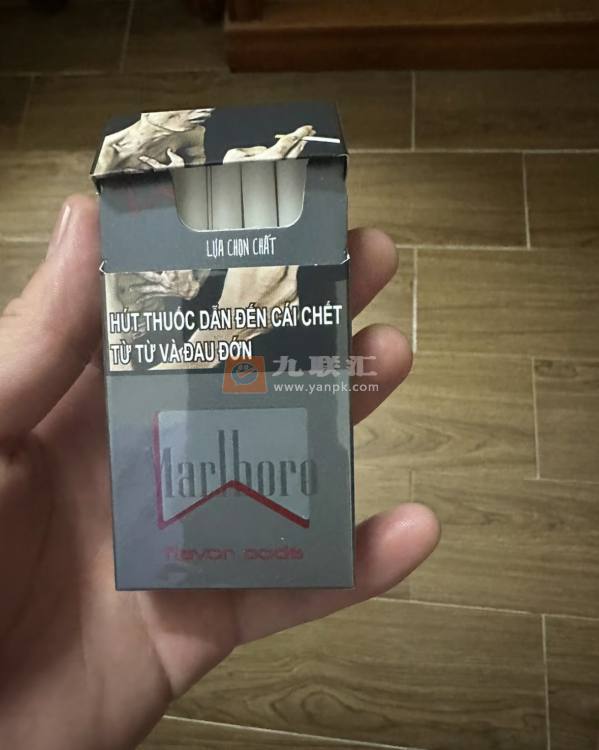 LỰA CHỌN CHẤT
HÚT THUỐC DẪN ĐẾN CÁI CHẾT
TỪ TỪ VÀ ĐAU ĐỚN
九联汇
www.yanpk.com
Marlboro
flavor code